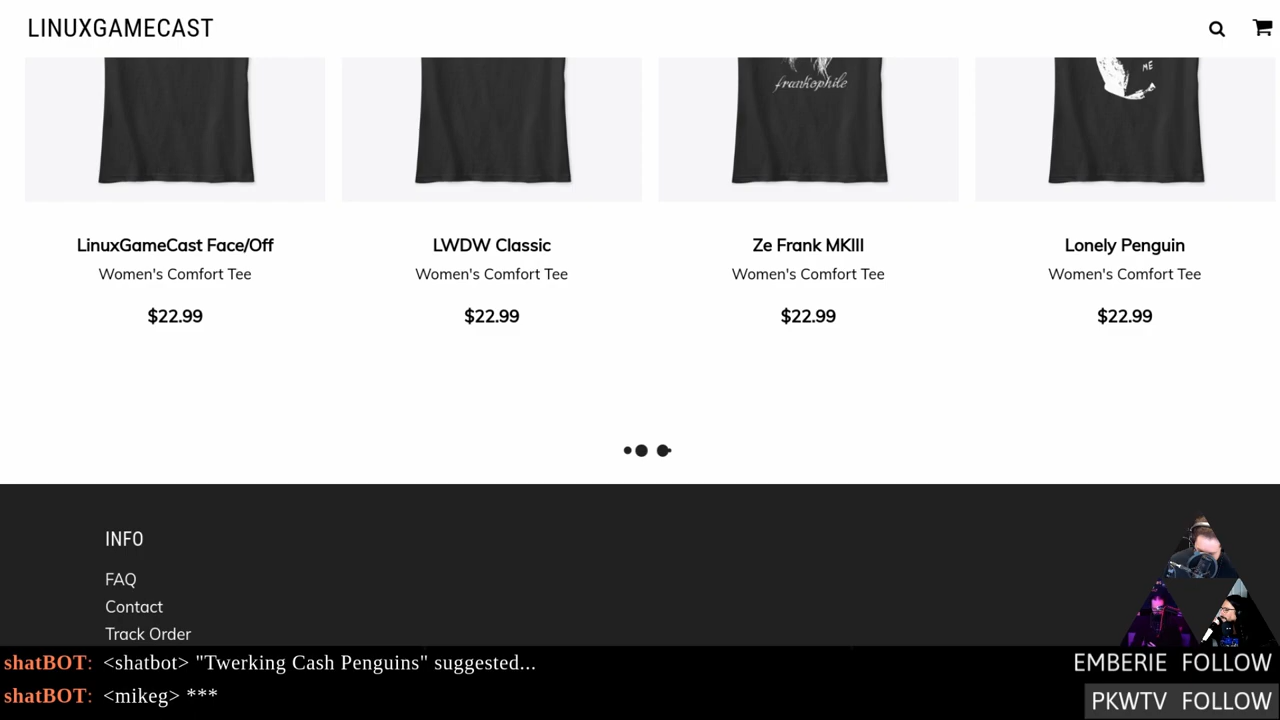 LINUXGAMECAST
frankophile
ME
LinuxGameCast Face/Off
Women's Comfort Tee
$22.99
LWDW Classic
Women's Comfort Tee
$22.99
Ze Frank MKIII
Women's Comfort Tee
$22.99
Lonely Penguin
Women's Comfort Tee
$22.99
INFO
FAQ
Contact
Track Order
shatBOT: <shatbot> "Twerking Cash Penguins" suggested...
shatBOT: <mikeg> ***
EMBERIE FOLLOW
PKWTV FOLLOW